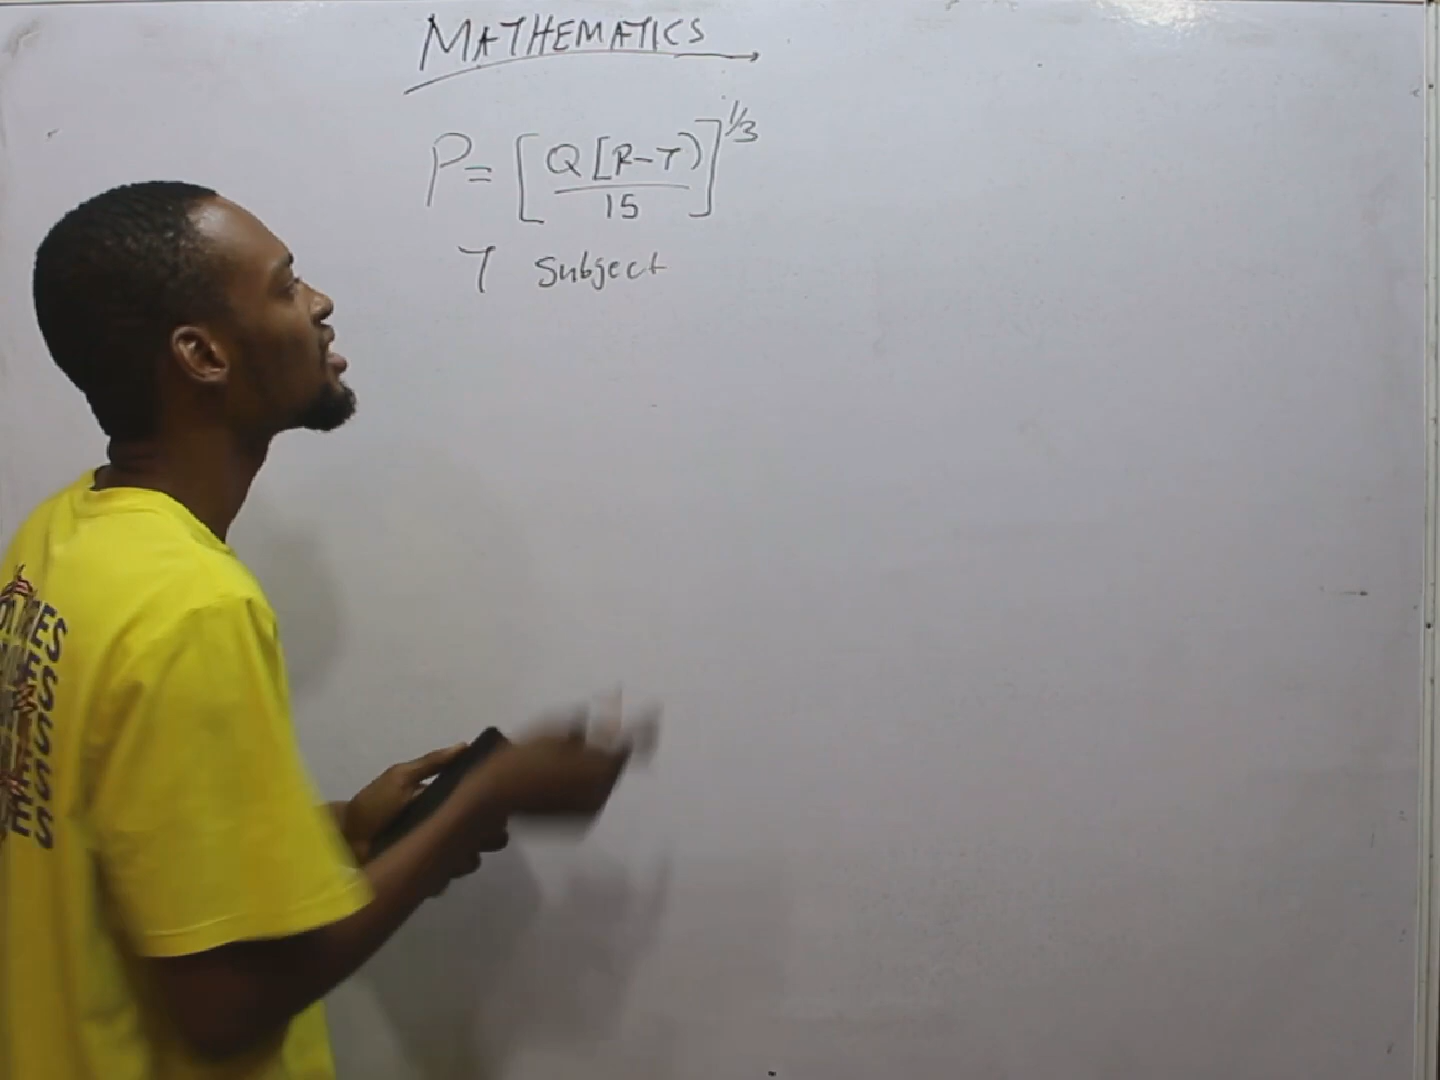 MATHEMATICS
P = [Q[R-T)/15]^1/3
T subject